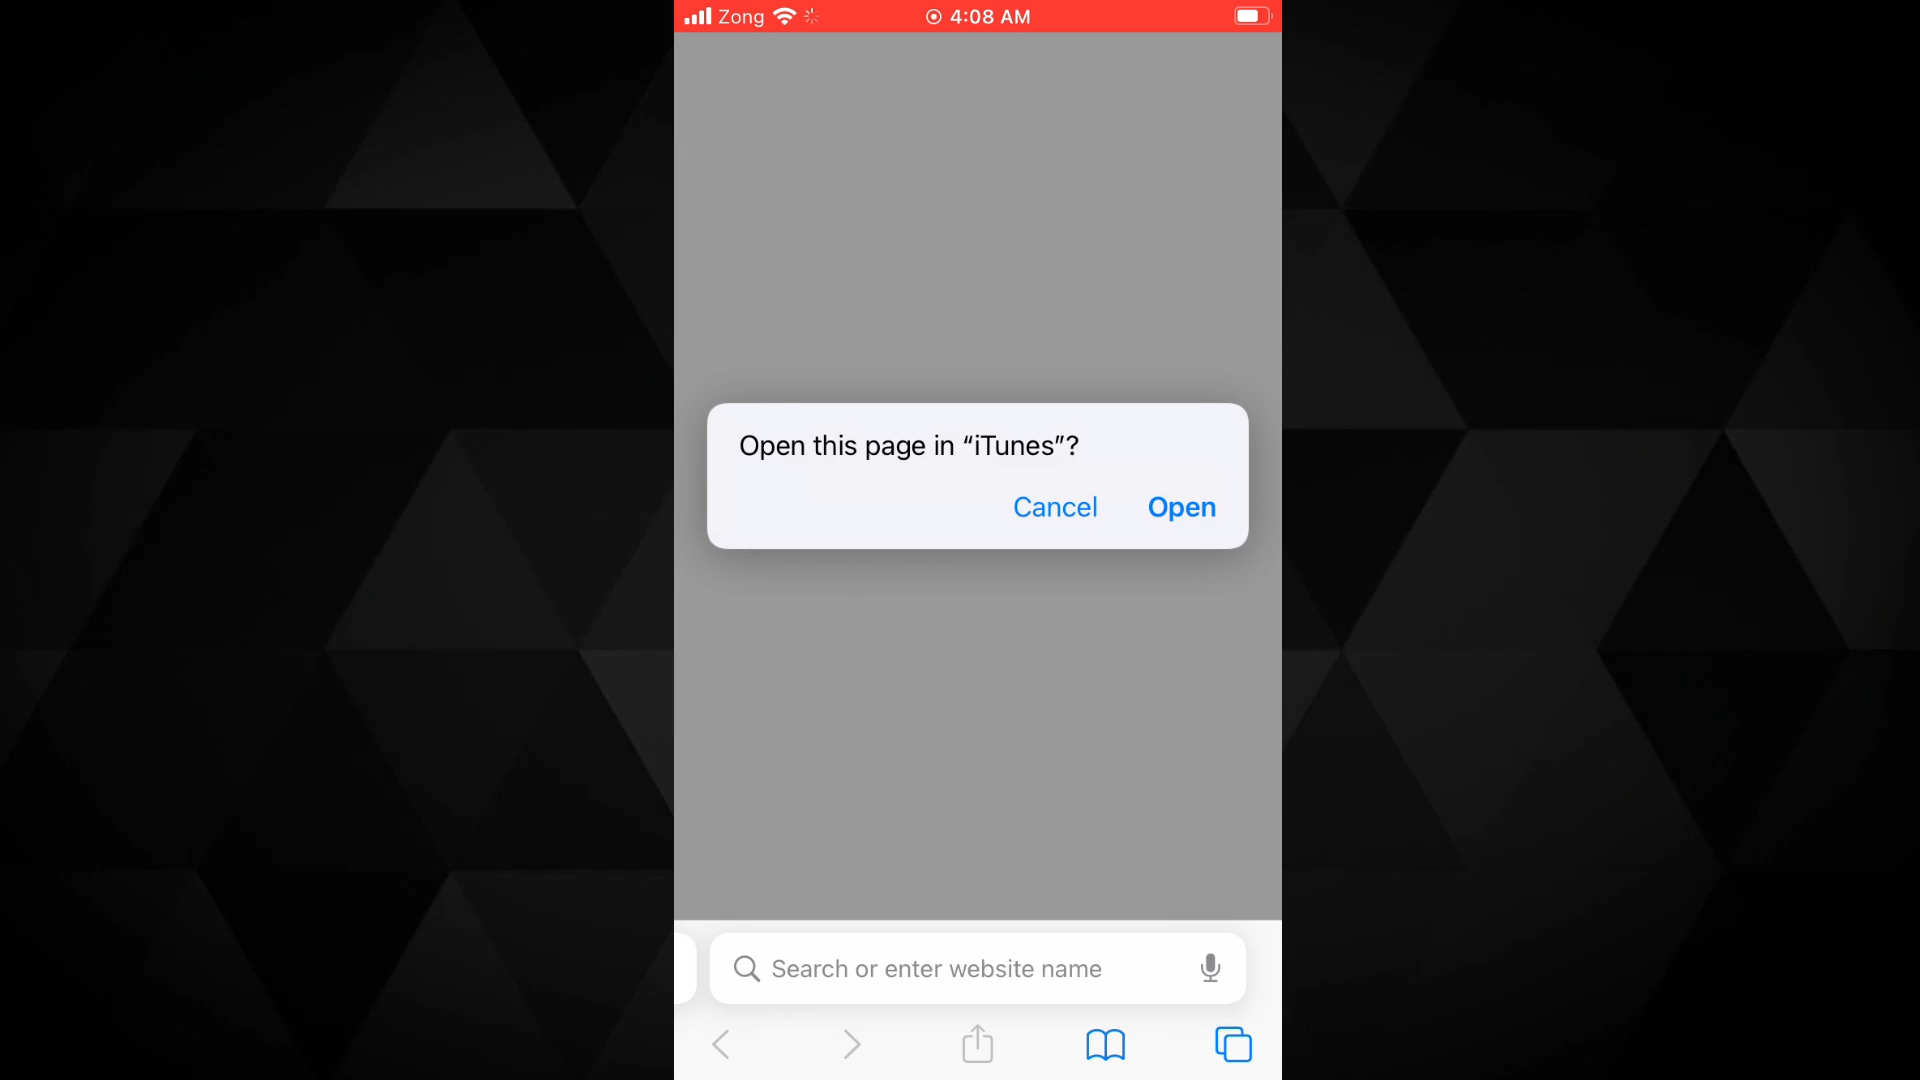 Zong 4:08 AM
Open this page in “iTunes”?
Cancel Open
Search or enter website name